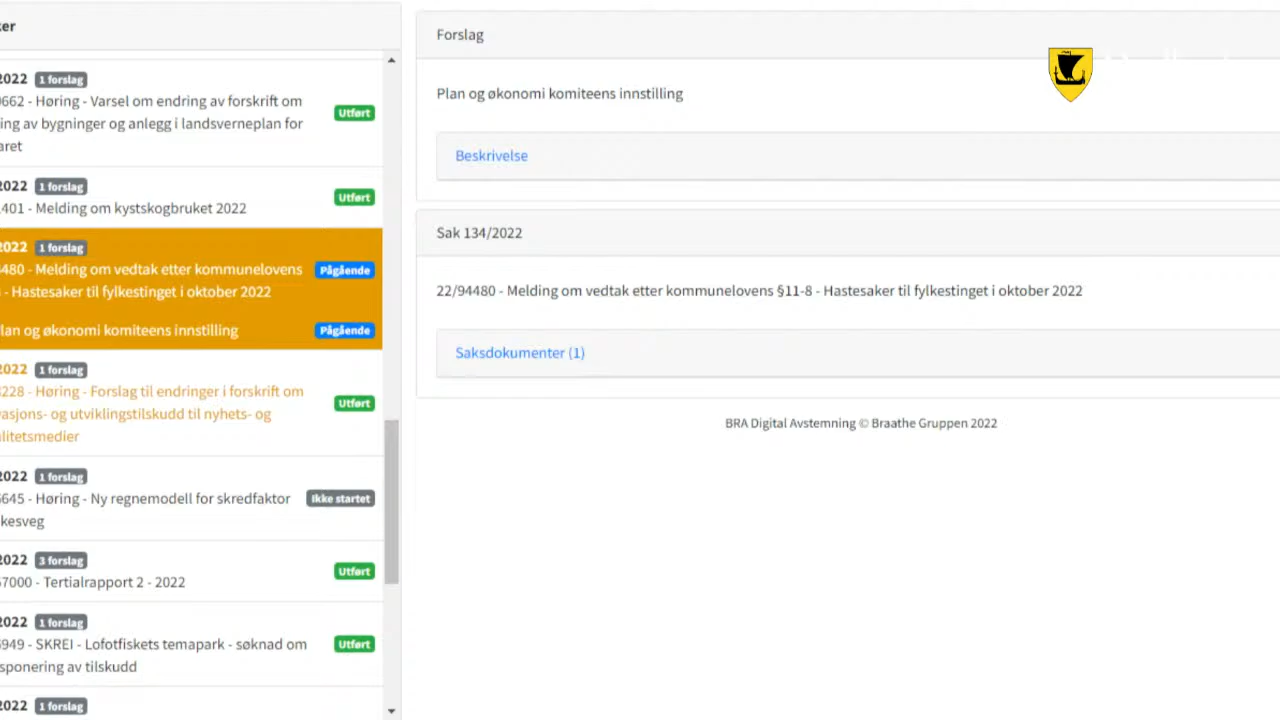 ker
2022 1 forslag
662 - Høring - Varsel om endring av forskrift om
ing av bygninger og anlegg i landsverneplan for
aret
Utført
2022 1 forslag
401 - Melding om kystskogbruket 2022
Utført
2022 1 forslag
480 - Melding om vedtak etter kommunelovens
- Hastesaker til fylkestinget i oktober 2022
Pågående
lan og økonomi komiteens innstilling
Pågående
2022 1 forslag
228 - Høring - Forslag til endringer i forskrift om
asjons- og utviklingstilskudd til nyhets- og
litetsmedier
Utført
2022 1 forslag
645 - Høring - Ny regnemodell for skredfaktor
kesveg
Ikke startet
2022 3 forslag
67000 - Tertialrapport 2 - 2022
Utført
2022 1 forslag
949 - SKREI - Lofotfiskets temapark - søknad om
sponering av tilskudd
Utført
2022 1 forslag
Forslag
Plan og økonomi komiteens innstilling
Beskrivelse
Sak 134/2022
22/94480 - Melding om vedtak etter kommunelovens §11-8 - Hastesaker til fylkestinget i oktober 2022
Saksdokumenter (1)
BRA Digital Avstemning © Braathe Gruppen 2022